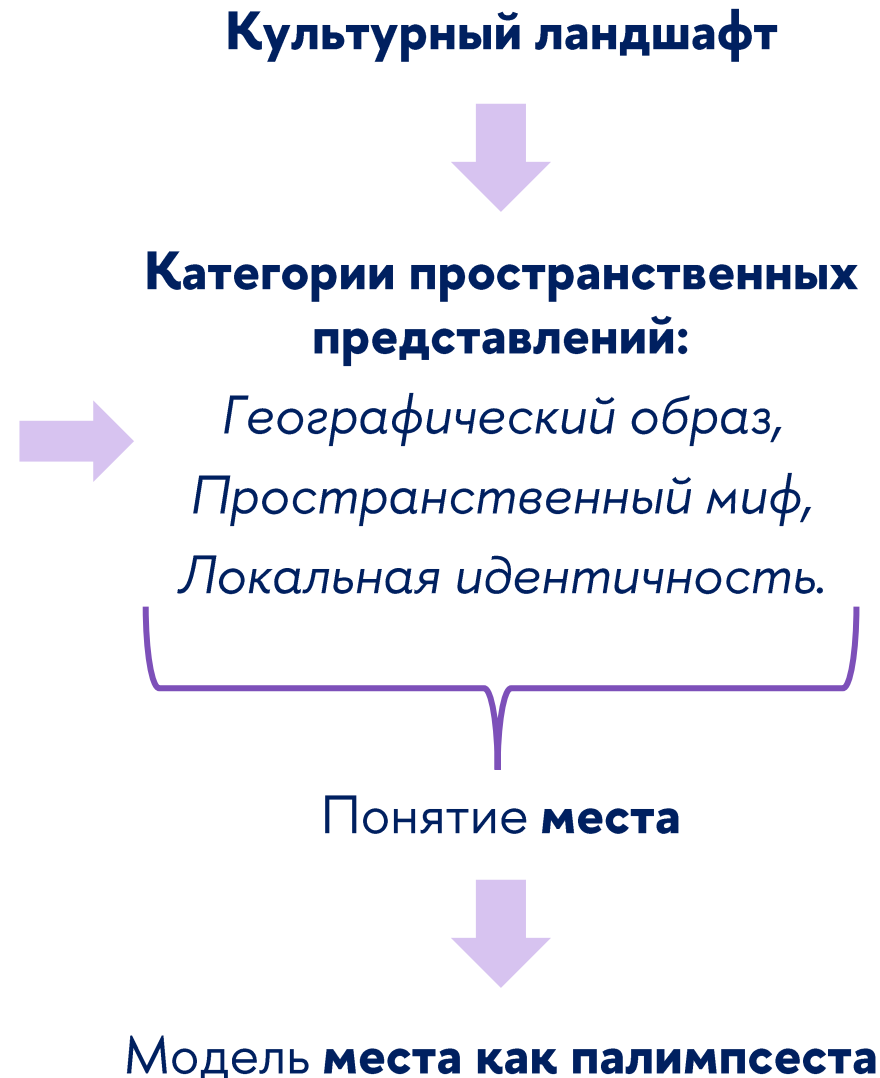 Культурный ландшафт
Категории пространственных
представлений:
Географический образ,
Пространственный миф,
Локальная идентичность.
Понятие места
Модель места как палимпсеста